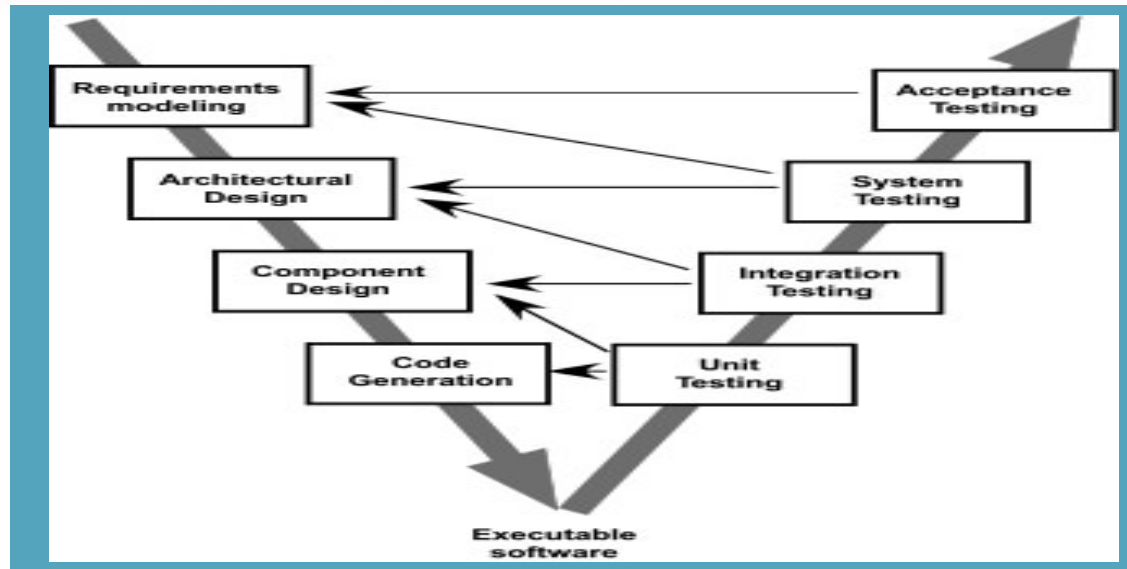 Requirements
modeling
Acceptance
Testing
Architectural
Design
System
Testing
Component
Design
Integration
Testing
Code
Generation
Unit
Testing
Executable
software